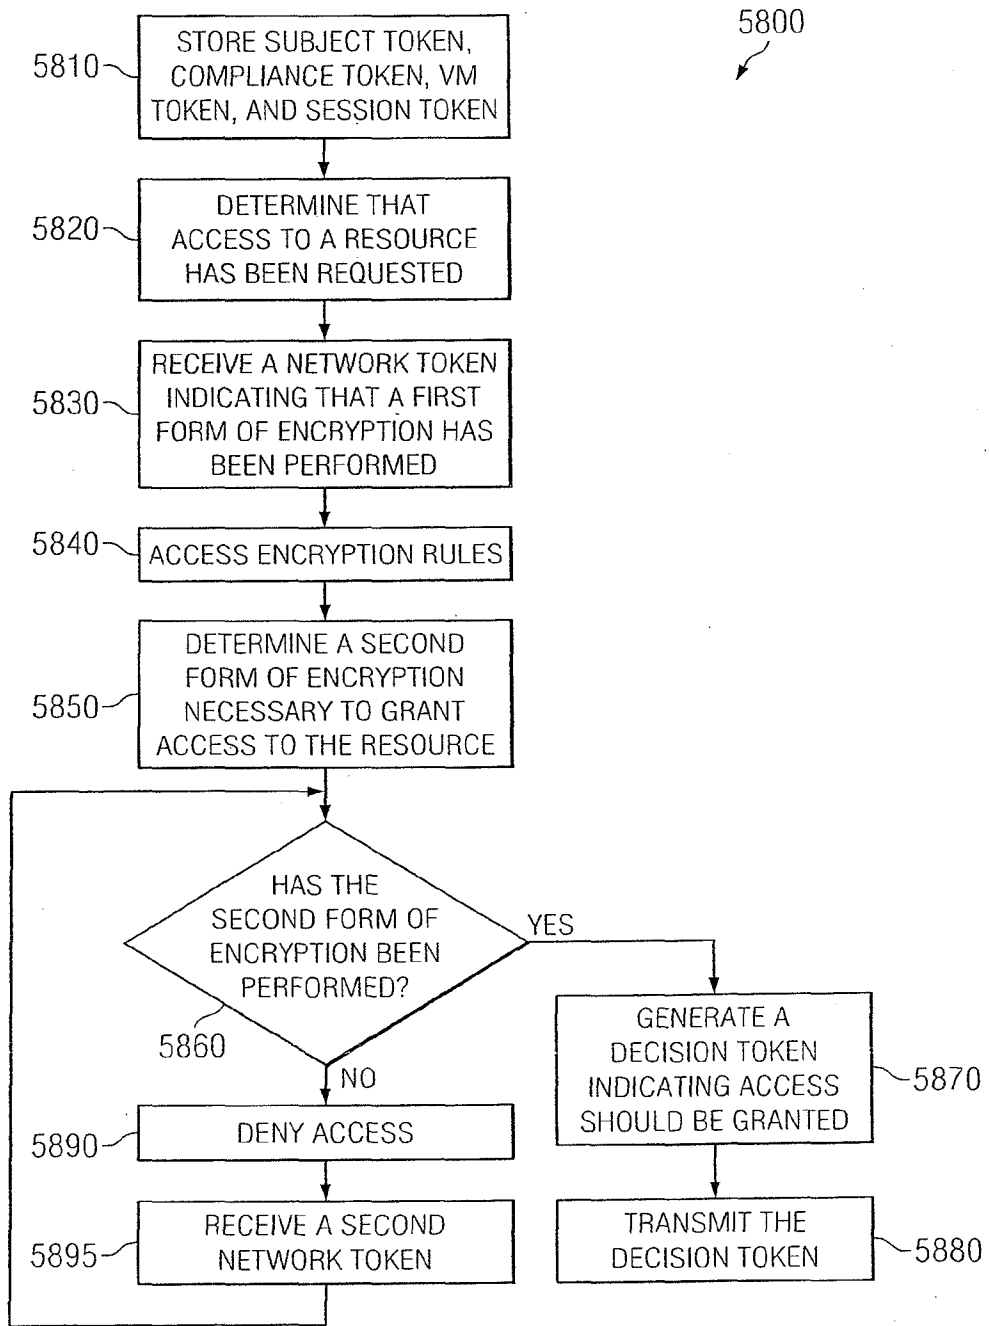 5800
5810
STORE SUBJECT TOKEN,
COMPLIANCE TOKEN, VM
TOKEN, AND SESSION TOKEN
5820
DETERMINE THAT
ACCESS TO A RESOURCE
HAS BEEN REQUESTED
5830
RECEIVE A NETWORK TOKEN
INDICATING THAT A FIRST
FORM OF ENCRYPTION HAS
BEEN PERFORMED
5840
ACCESS ENCRYPTION RULES
5850
DETERMINE A SECOND
FORM OF ENCRYPTION
NECESSARY TO GRANT
ACCESS TO THE RESOURCE
HAS THE
SECOND FORM OF
ENCRYPTION BEEN
PERFORMED?
5860
YES
NO
GENERATE A
DECISION TOKEN
INDICATING ACCESS
SHOULD BE GRANTED
5870
5890
DENY ACCESS
5895
RECEIVE A SECOND
NETWORK TOKEN
TRANSMIT THE
DECISION TOKEN
5880